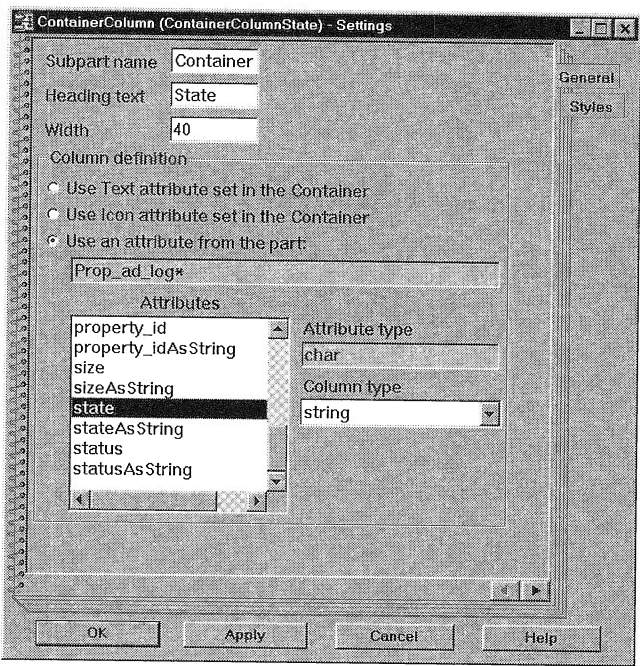 ContainerColumn (ContainerColumnState) - Settings
Subpart name Container
Heading text State
Width 40
General
Styles
Column definition
Use Text attribute set in the Container
Use Icon attribute set in the Container
Use an attribute from the part:
Prop_ad_log*
Attributes
property_id
property_idAsString
size
sizeAsString
state
stateAsString
status
statusAsString
Attribute type
char
Column type
string
OK Apply Cancel Help